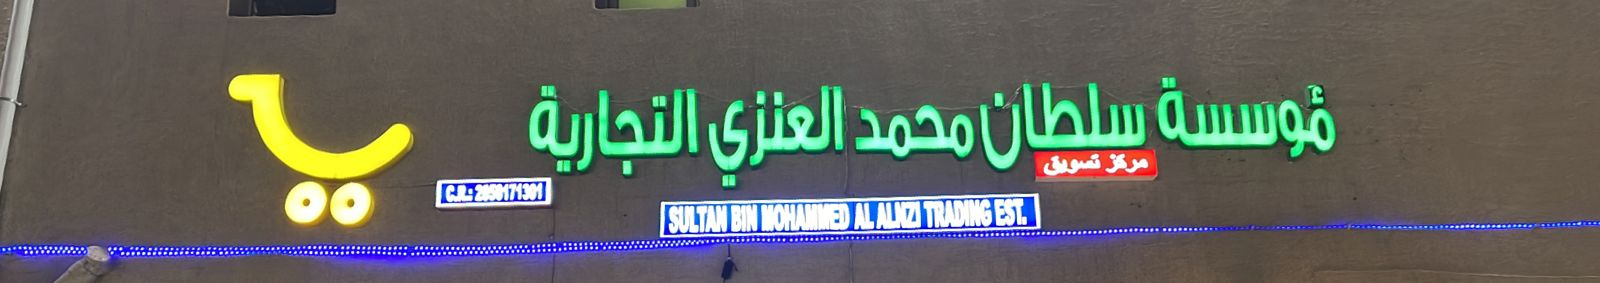 مؤسسة سلطان محمد العنزي التجارية
مركز تسويق
C.R.: 2050171301
SULTAN BIN MOHAMMED AL ALNZI TRADING EST.